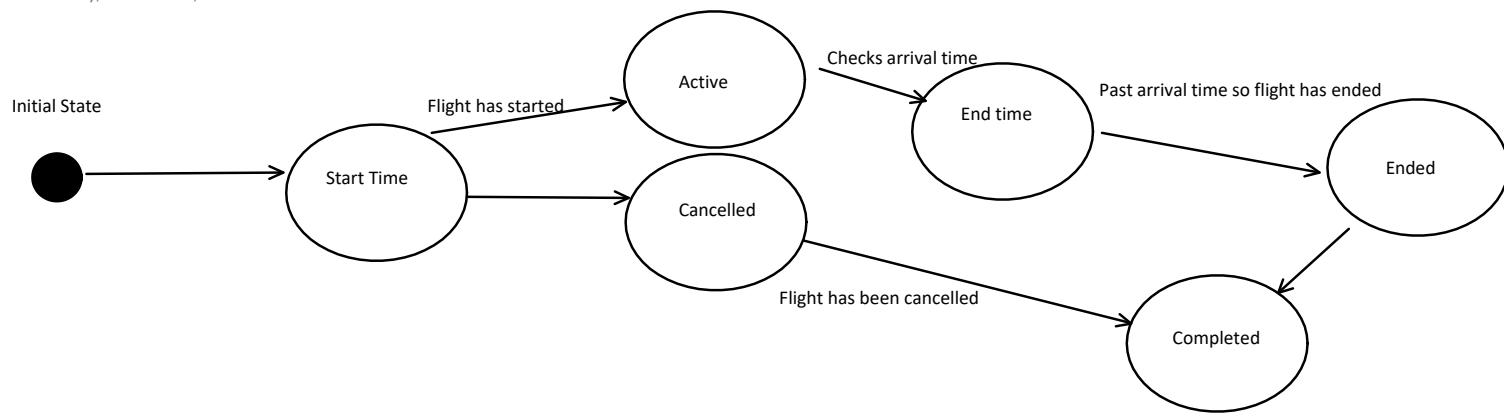 Initial State
Start Time
Flight has started
Active
Cancelled
Checks arrival time
End time
Past arrival time so flight has ended
Ended
Flight has been cancelled
Completed